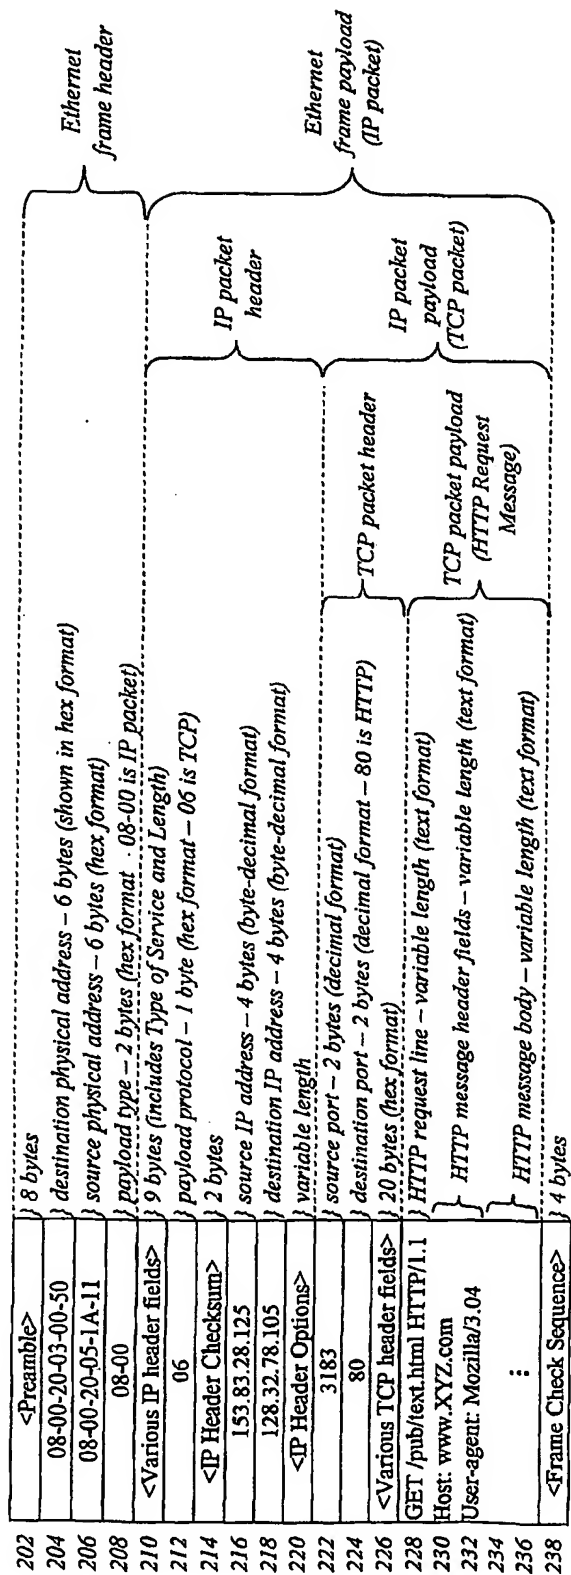 202 <Preamble> } 8 bytes
204 08-00-20-03-00-50 } destination physical address – 6 bytes (shown in hex format)
206 08-00-20-05-1A-11 } source physical address – 6 bytes (hex format)
208 08-00 } payload type – 2 bytes (hex format - 08-00 is IP packet)
210 <Various IP header fields> } 9 bytes (includes Type of Service and Length)
212 06 } payload protocol – 1 byte (hex format – 06 is TCP)
214 <IP Header Checksum> } 2 bytes
216 153.83.28.125 } source IP address – 4 bytes (byte-decimal format)
218 128.32.78.105 } destination IP address – 4 bytes (byte-decimal format)
220 <IP Header Options> } variable length
222 3183 } source port – 2 bytes (decimal format)
224 80 } destination port – 2 bytes (decimal format – 80 is HTTP)
226 <Various TCP header fields> } 20 bytes (hex format)
228 GET /pub/text.html HTTP/1.1 } HTTP request line – variable length (text format)
230 Host: www.XYZ.com
HTTP message header fields – variable length (text format)
232 User-agent: Mozilla/3.04
234
236 ⋮ HTTP message body – variable length (text format)
238 <Frame Check Sequence> } 4 bytes
TCP packet header
TCP packet payload
(HTTP Request
Message)
IP packet
header
IP packet
payload
(TCP packet)
Ethernet
frame header
Ethernet
frame payload
(IP packet)